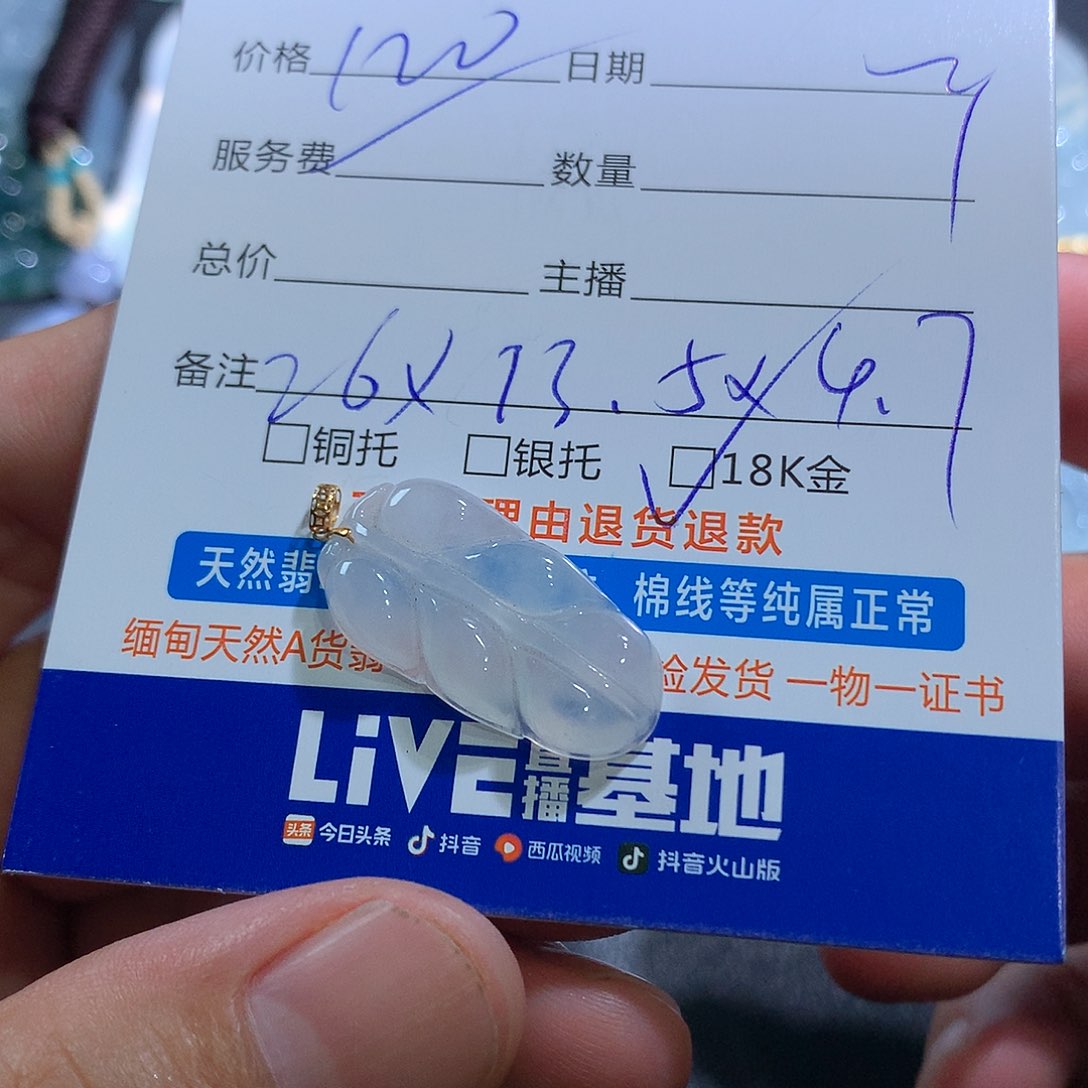 价格 1200 日期
服务费 数量
总价 主播
备注 26x13.5x4.7
□铜托 □银托 □18K金
理由退货退款
天然翡 棉线等纯属正常
缅甸天然A货翡 验发货 一物一证书
LiVE直播基地
头条 今日头条 抖音 西瓜视频 抖音火山版